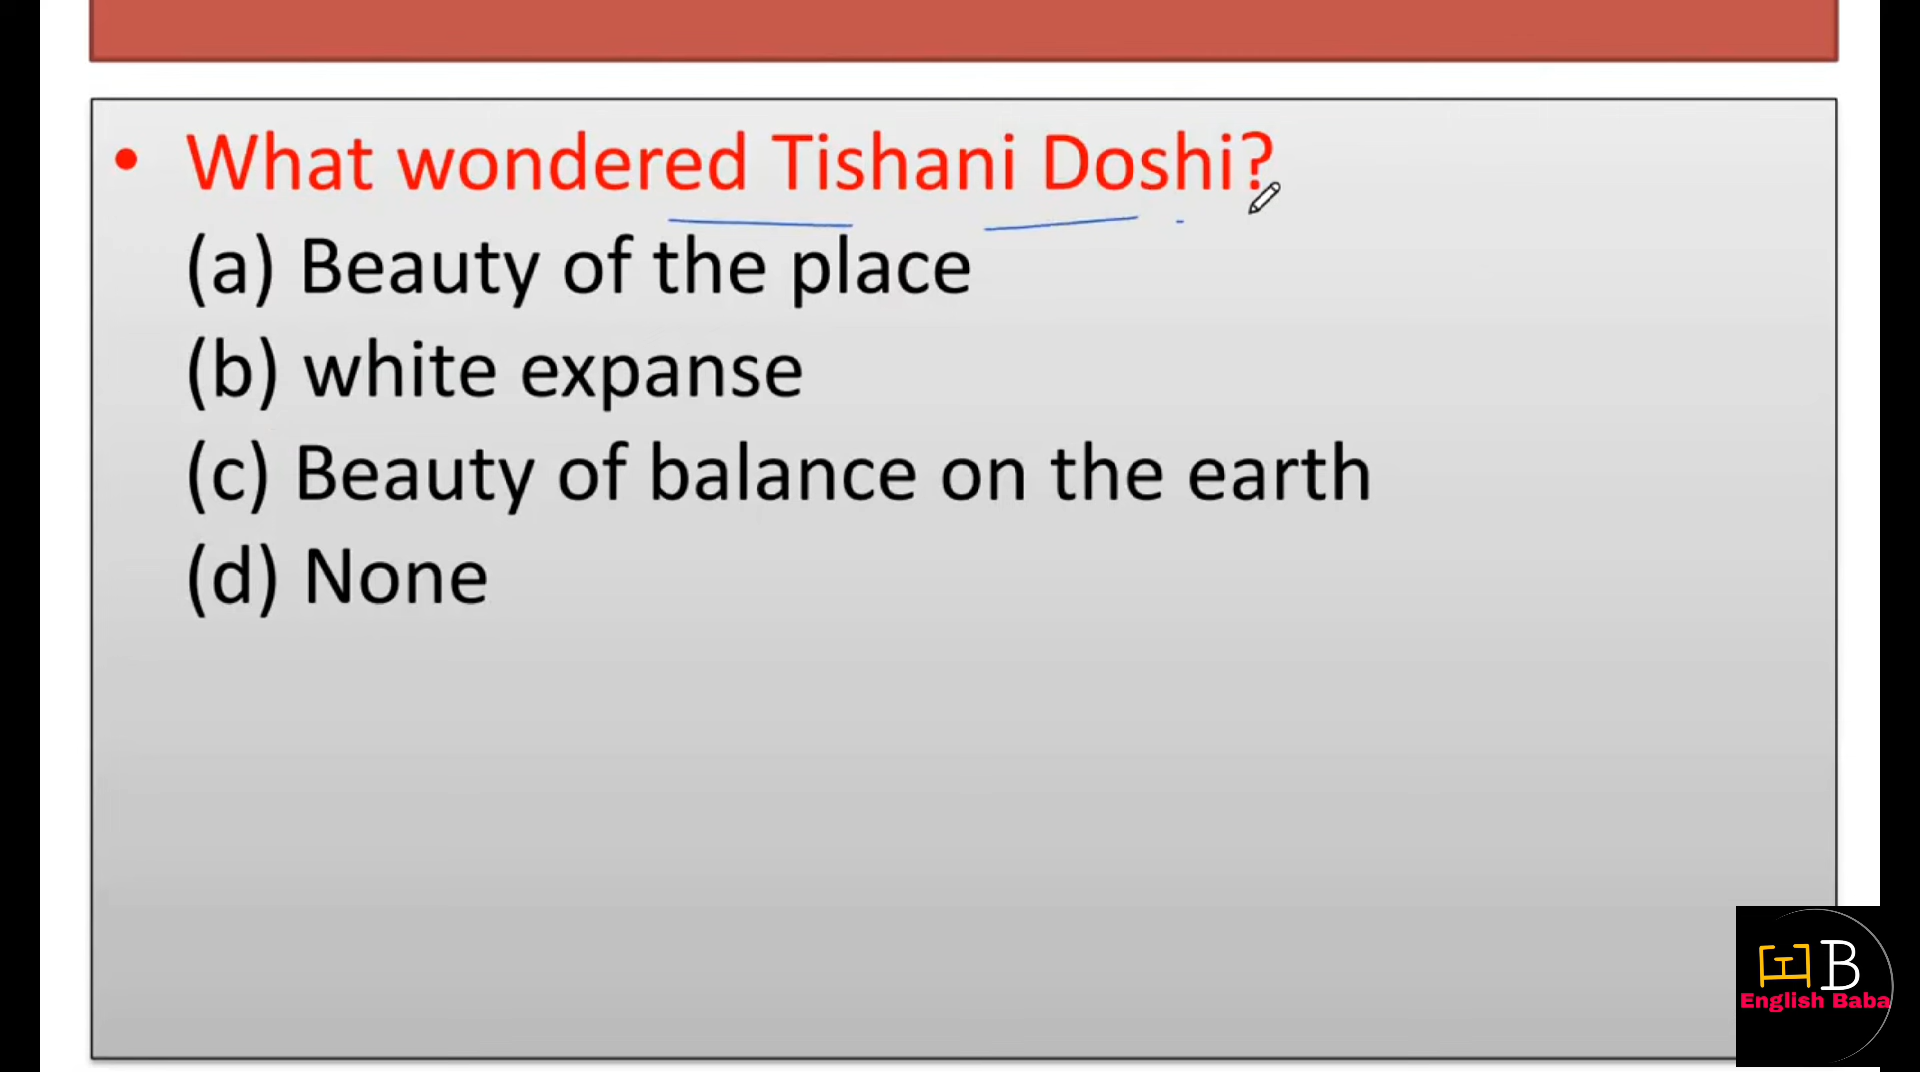 • What wondered Tishani Doshi?
(a) Beauty of the place
(b) white expanse
(c) Beauty of balance on the earth
(d) None
EB
English Baba